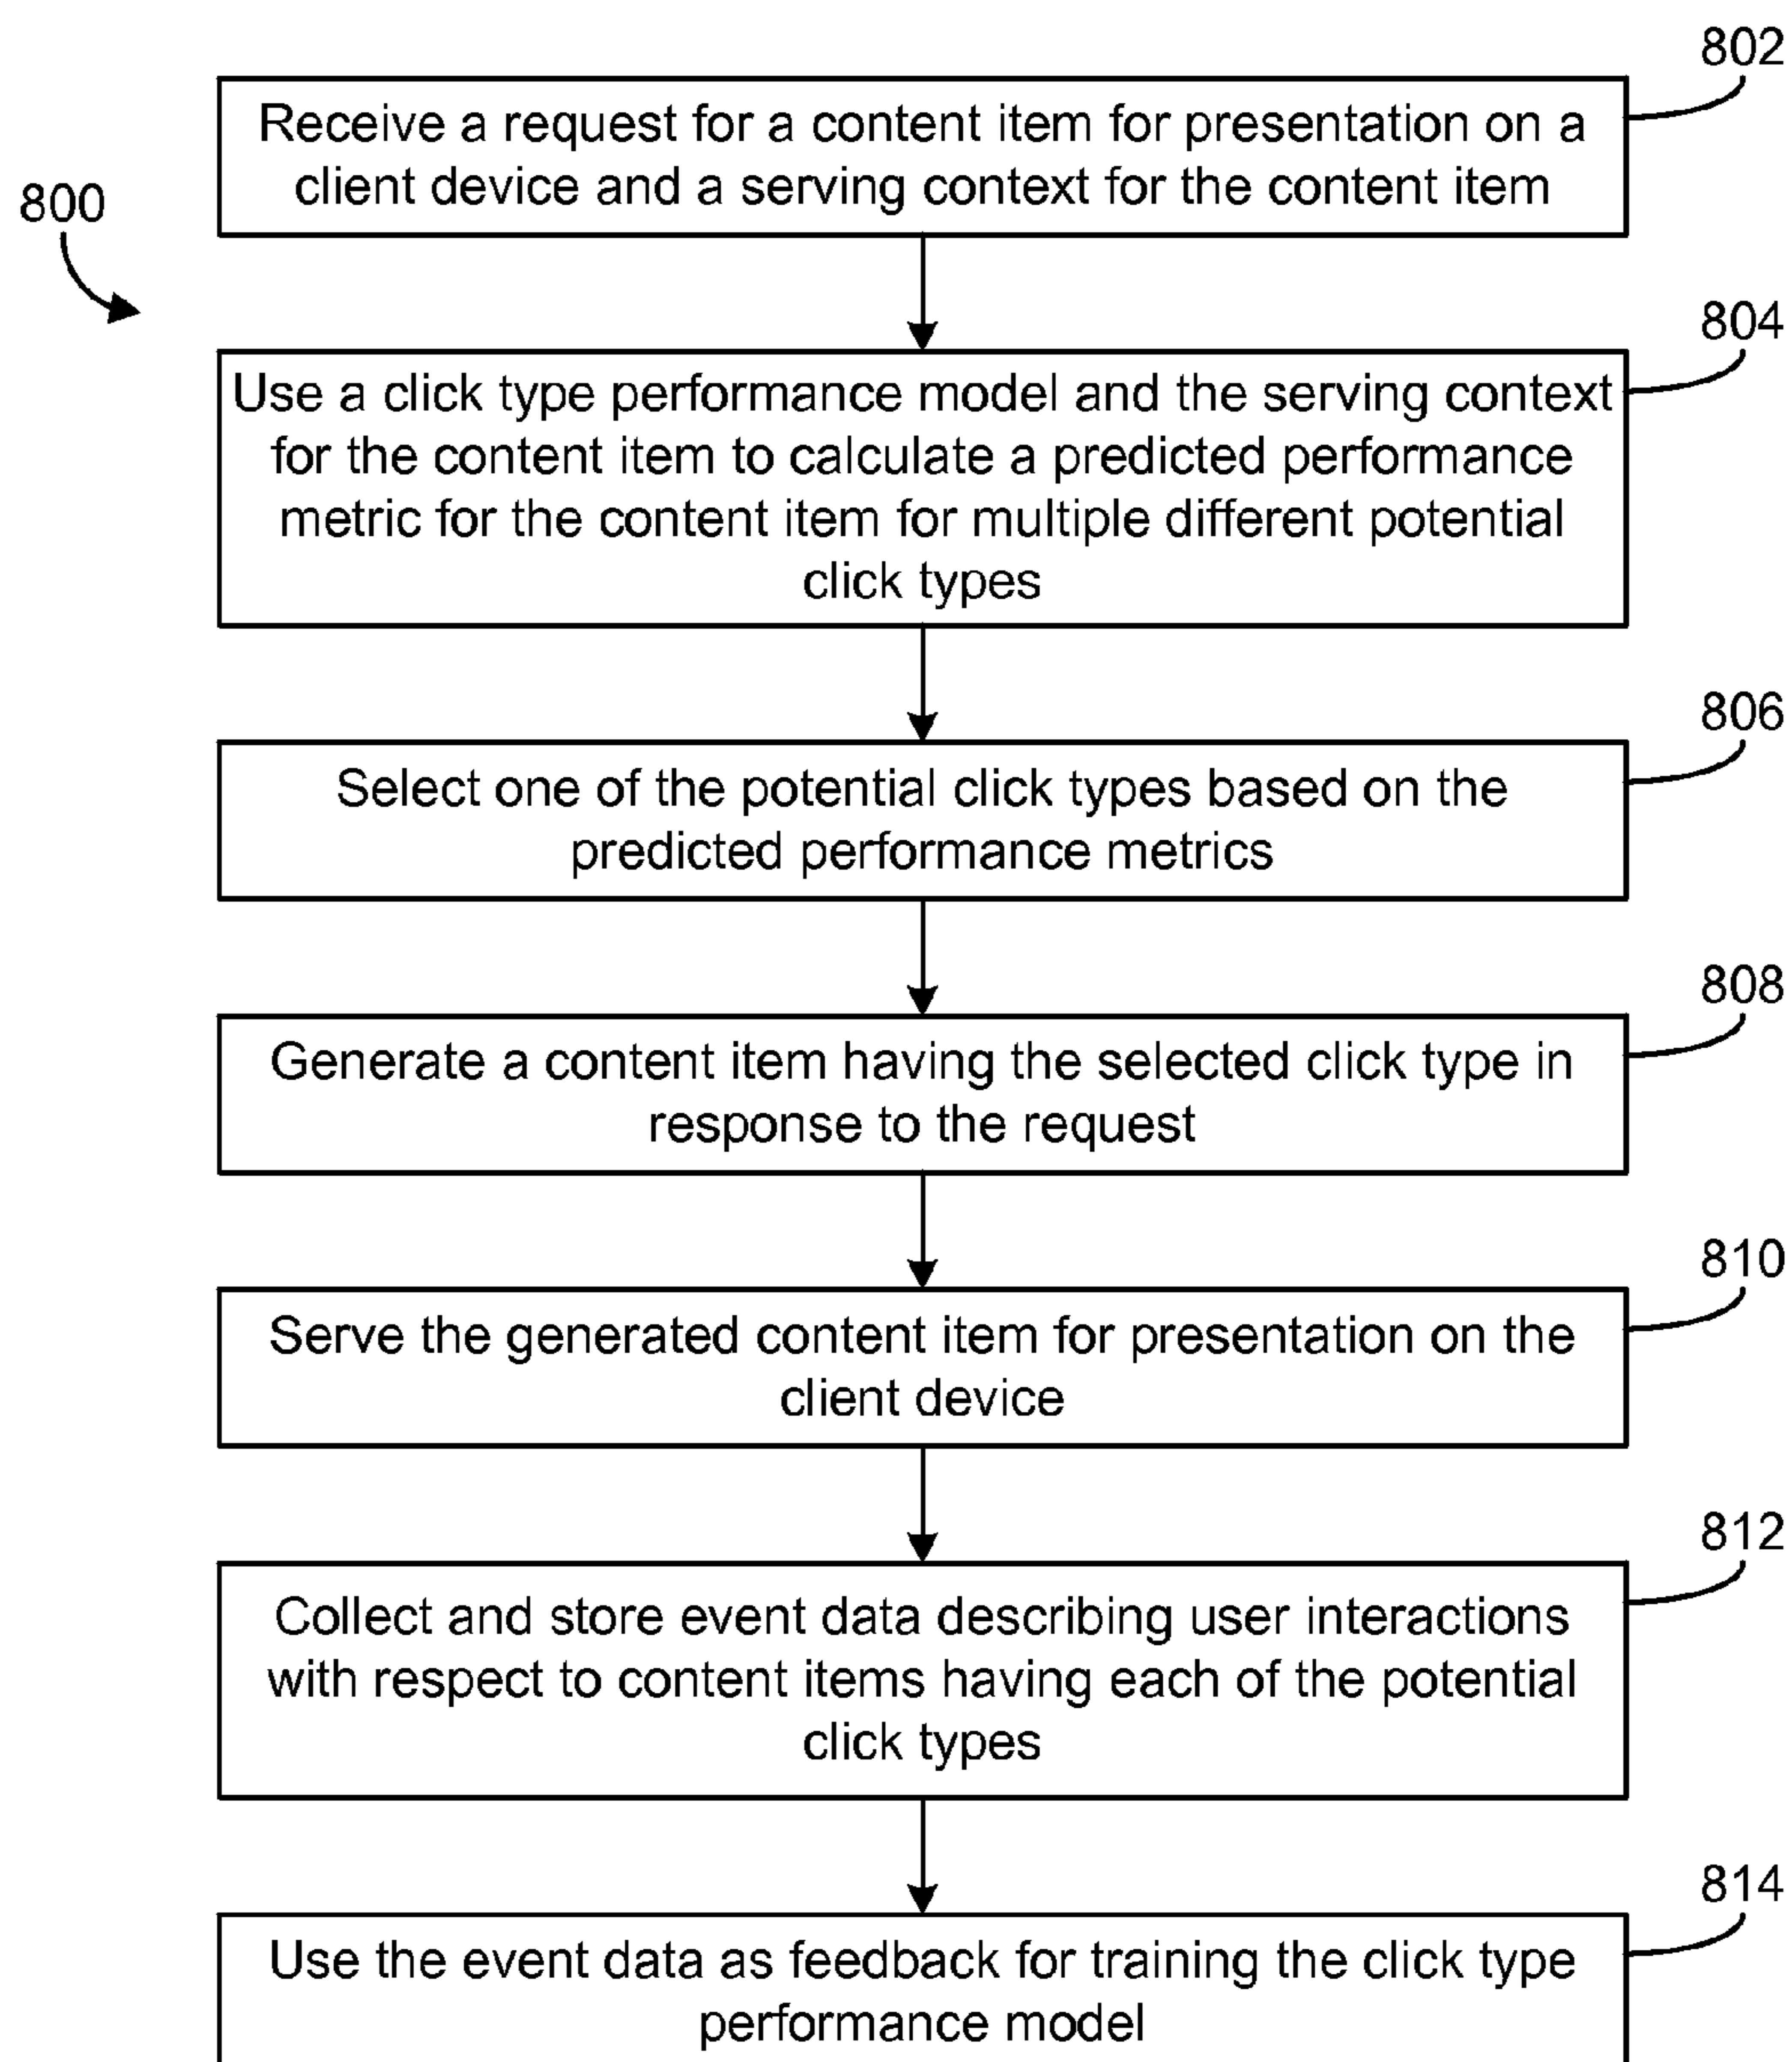 802
Receive a request for a content item for presentation on a
client device and a serving context for the content item
800
804
Use a click type performance model and the serving context
for the content item to calculate a predicted performance
metric for the content item for multiple different potential
click types
806
Select one of the potential click types based on the
predicted performance metrics
808
Generate a content item having the selected click type in
response to the request
810
Serve the generated content item for presentation on the
client device
812
Collect and store event data describing user interactions
with respect to content items having each of the potential
click types
814
Use the event data as feedback for training the click type
performance model